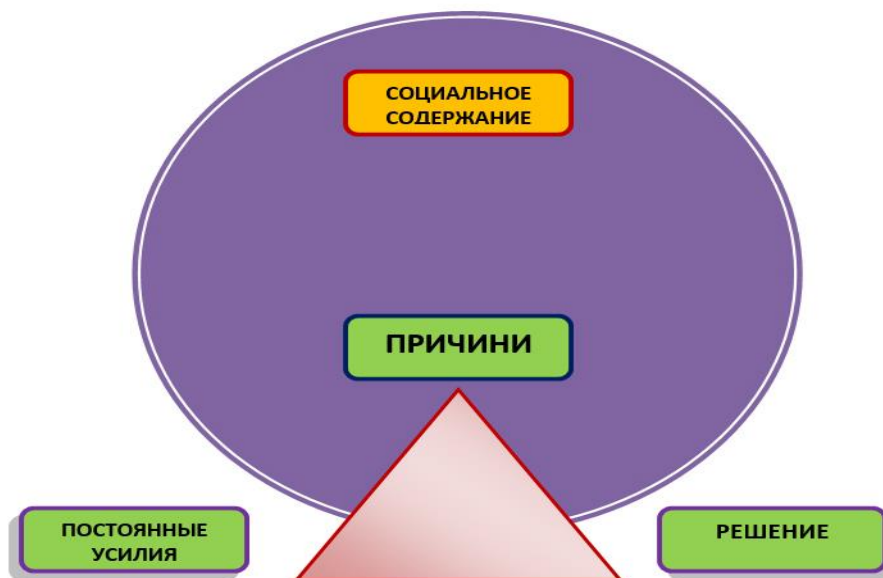 СОЦИАЛЬНОЕ
СОДЕРЖАНИЕ
ПРИЧИНИ
ПОСТОЯННЫЕ
УСИЛИЯ
РЕШЕНИЕ